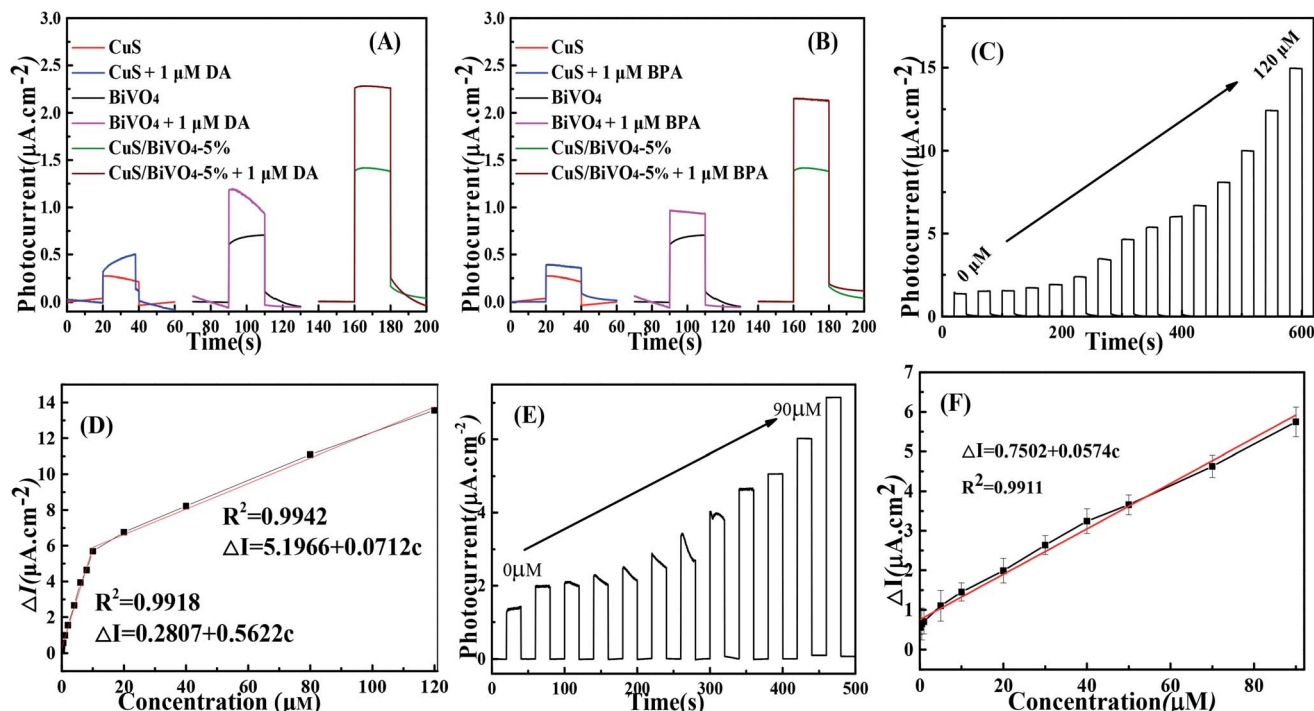 (A)
Photocurrent(µA.cm⁻²)
3.0
2.5
2.0
1.5
1.0
0.5
0.0
CuS
CuS + 1 µM DA
BiVO₄
BiVO₄ + 1 µM DA
CuS/BiVO₄-5%
CuS/BiVO₄-5% + 1 µM DA
0 20 40 60 80 100 120 140 160 180 200
Time(s)
(B)
Photocurrent(µA.cm⁻²)
3.0
2.5
2.0
1.5
1.0
0.5
0.0
CuS
CuS + 1 µM BPA
BiVO₄
BiVO₄ + 1 µM BPA
CuS/BiVO₄-5%
CuS/BiVO₄-5% + 1 µM BPA
0 20 40 60 80 100 120 140 160 180 200
Time(s)
(C)
Photocurrent(µA.cm⁻²)
15
10
5
0
0 µM
120 µM
0 200 400 600
Time(s)
(D)
△I(µA.cm⁻²)
14
12
10
8
6
4
2
0
R²=0.9942
△I=5.1966+0.0712c
R²=0.9918
△I=0.2807+0.5622c
0 20 40 60 80 100 120
Concentration (µM)
(E)
Photocurrent(µA.cm⁻²)
6
4
2
0
0µM
90µM
0 100 200 300 400 500
Time(s)
(F)
△I(µA.cm²)
7
6
5
4
3
2
1
0
△I=0.7502+0.0574c
R²=0.9911
0 20 40 60 80
Concentration(µM)